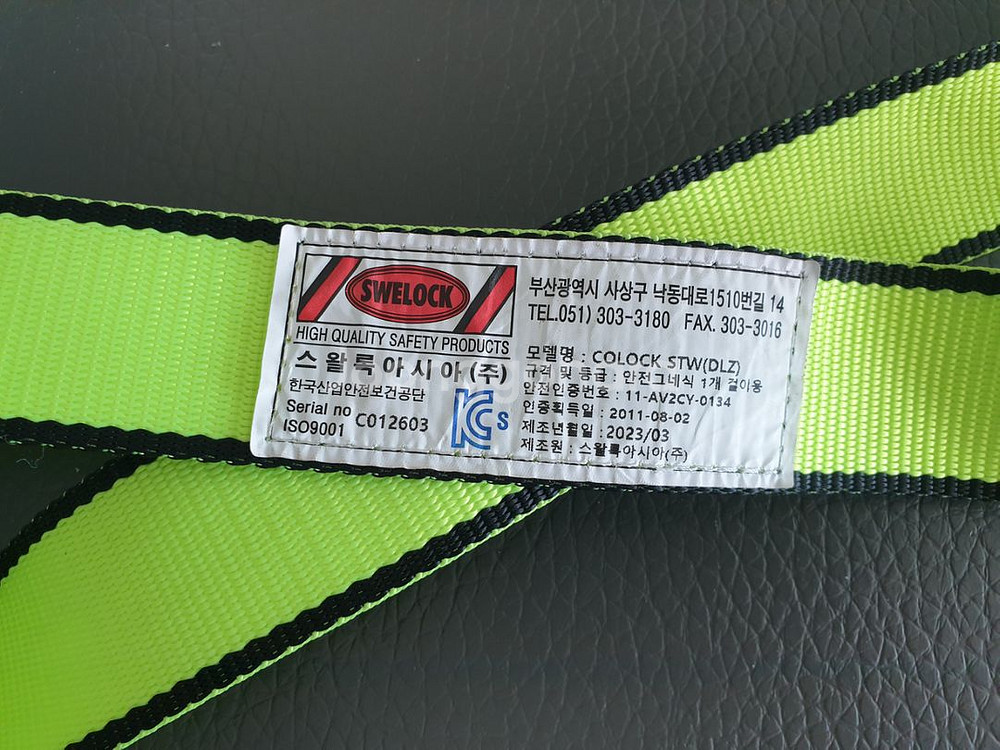 SWELOCK
HIGH QUALITY SAFETY PRODUCTS
스왈록아시아(주)
한국산업안전보건공단
Serial no C012603
ISO9001
부산광역시 사상구 낙동대로1510번길 14
TEL.051) 303-3180 FAX. 303-3016
모델명 : COLOCK STW(DLZ)
규격 및 등급 : 안전그네식 1개 걸이용
안전인증번호 : 11-AV2CY-0134
인증획득일 : 2011-08-02
제조년월일 : 2023/03
제조원 : 스왈록아시아(주)
KCs